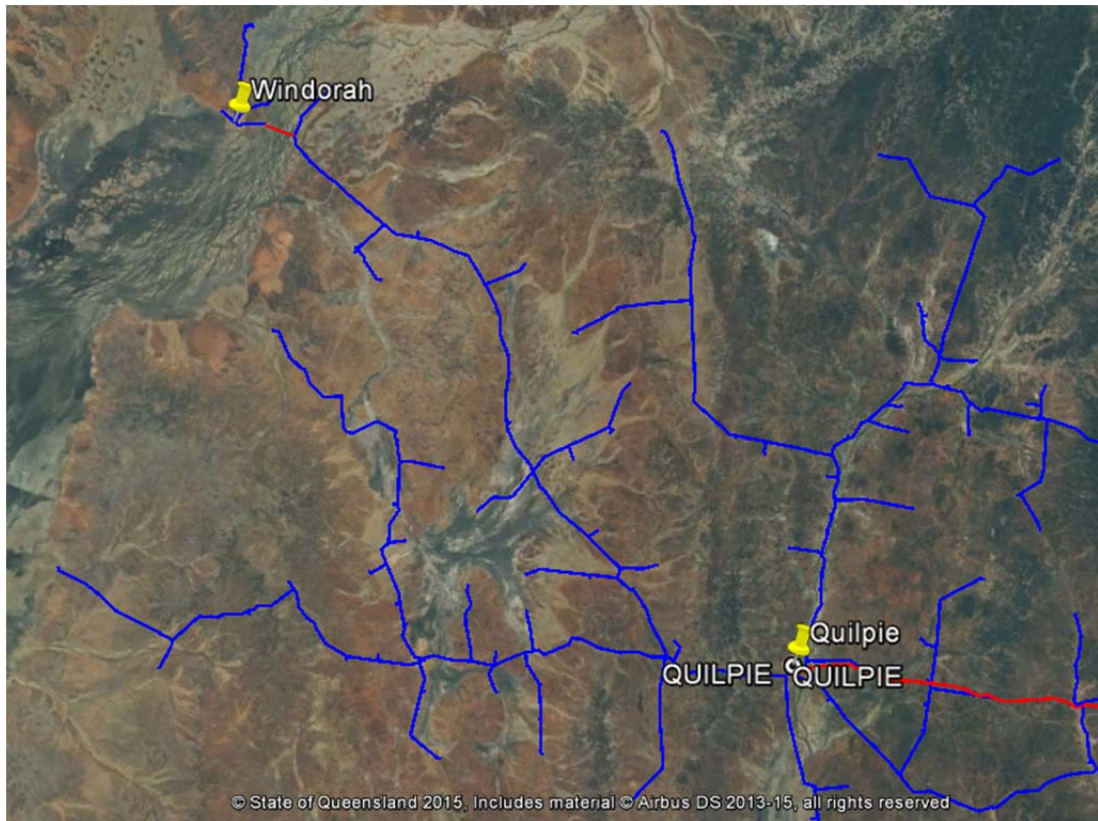 Windorah
Quilpie
QUILPIE QUILPIE
© State of Queensland 2015, Includes material © Airbus DS 2013-15, all rights reserved